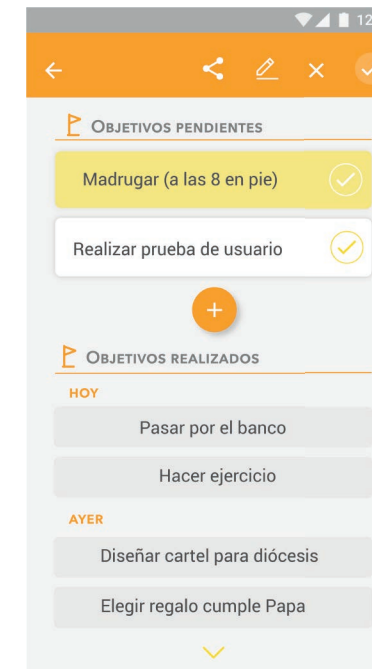 12
OBJETIVOS PENDIENTES
Madrugar (a las 8 en pie)
Realizar prueba de usuario
OBJETIVOS REALIZADOS
HOY
Pasar por el banco
Hacer ejercicio
AYER
Diseñar cartel para diócesis
Elegir regalo cumple Papa